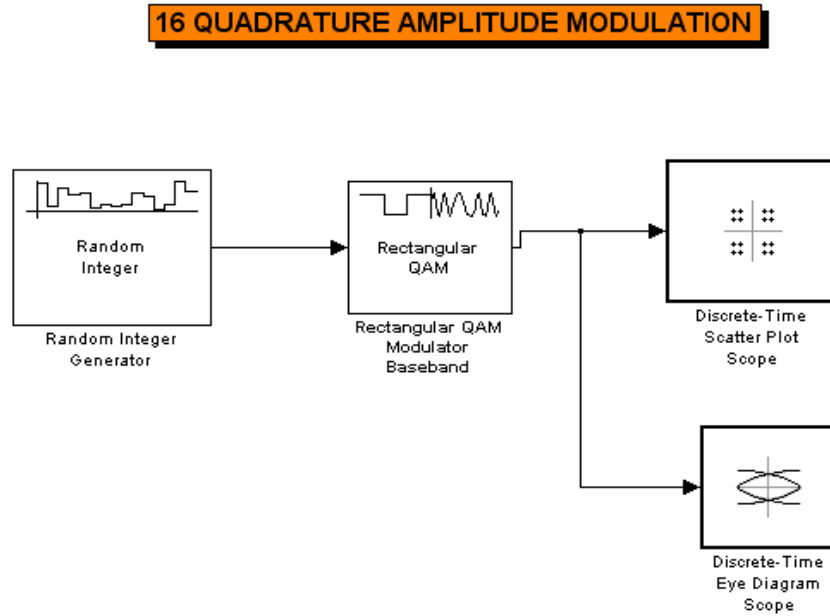 16 QUADRATURE AMPLITUDE MODULATION
Random
Integer
Random Integer
Generator
Rectangular
QAM
Rectangular QAM
Modulator
Baseband
Discrete-Time
Scatter Plot
Scope
Discrete-Time
Eye Diagram
Scope